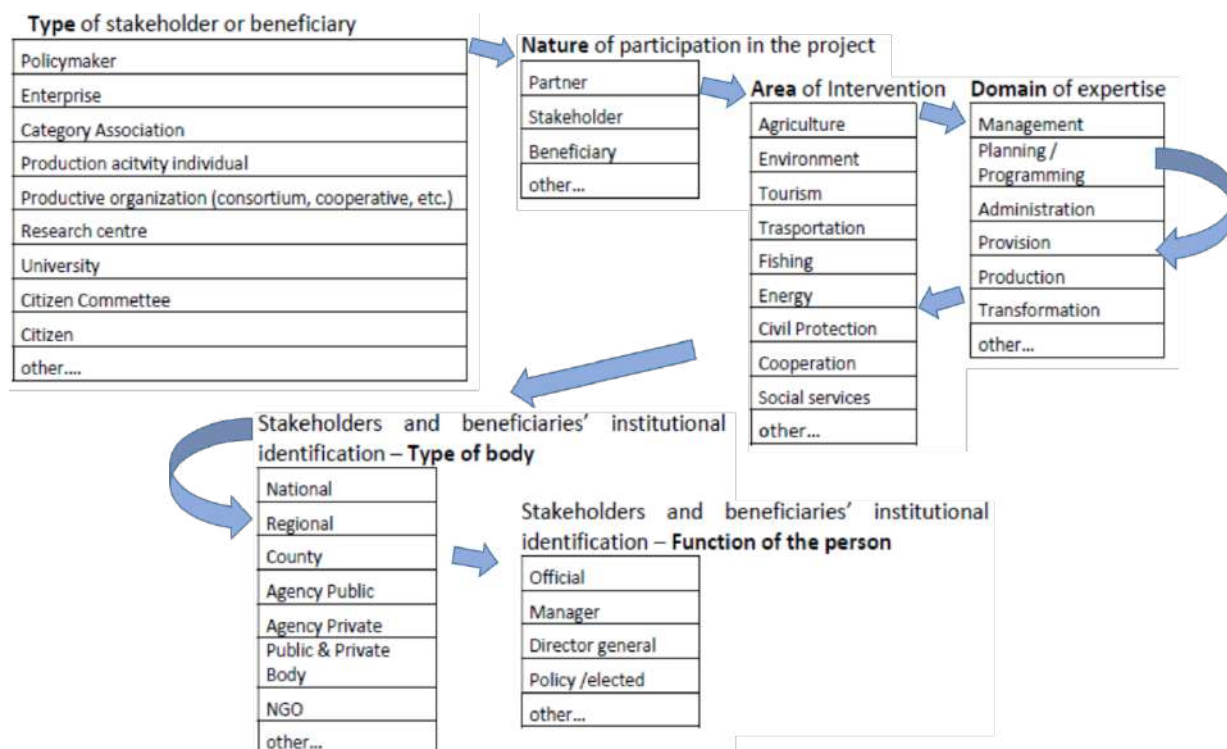 Type of stakeholder or beneficiary
Policymaker
Enterprise
Category Association
Production acitvity individual
Productive organization (consortium, cooperative, etc.)
Research centre
University
Citizen Commettee
Citizen
other....
Nature of participation in the project
Partner
Stakeholder
Beneficiary
other...
Area of Intervention
Agriculture
Environment
Tourism
Trasportation
Fishing
Energy
Civil Protection
Cooperation
Social services
other...
Domain of expertise
Management
Planning /
Programming
Administration
Provision
Production
Transformation
other...
Stakeholders and beneficiaries' institutional
identification – Type of body
National
Regional
County
Agency Public
Agency Private
Public & Private
Body
NGO
other...
Stakeholders and beneficiaries' institutional
identification – Function of the person
Official
Manager
Director general
Policy /elected
other...